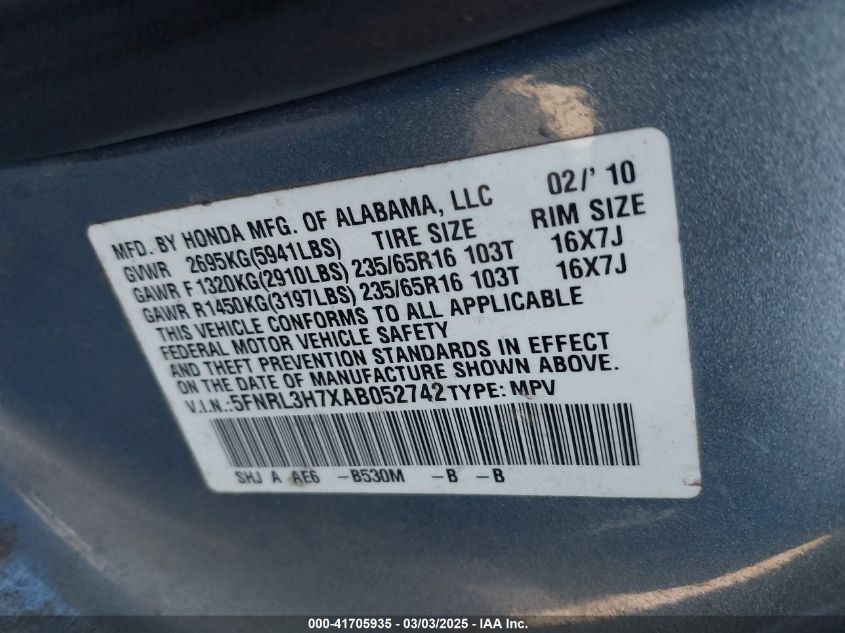 MFD. BY HONDA MFG. OF ALABAMA, LLC 02/' 10
GVWR 2695KG(5941LBS) TIRE SIZE RIM SIZE
GAWR F1320KG(2910LBS) 235/65R16 103T 16X7J
GAWR R1450KG(3197LBS) 235/65R16 103T 16X7J
THIS VEHICLE CONFORMS TO ALL APPLICABLE
FEDERAL MOTOR VEHICLE SAFETY
AND THEFT PREVENTION STANDARDS IN EFFECT
ON THE DATE OF MANUFACTURE SHOWN ABOVE.
V.I.N.:5FNRL3H7XAB052742 TYPE: MPV
SHJ A AE6 -B530M -B -B
000-41705935 - 03/03/2025 - IAA Inc.